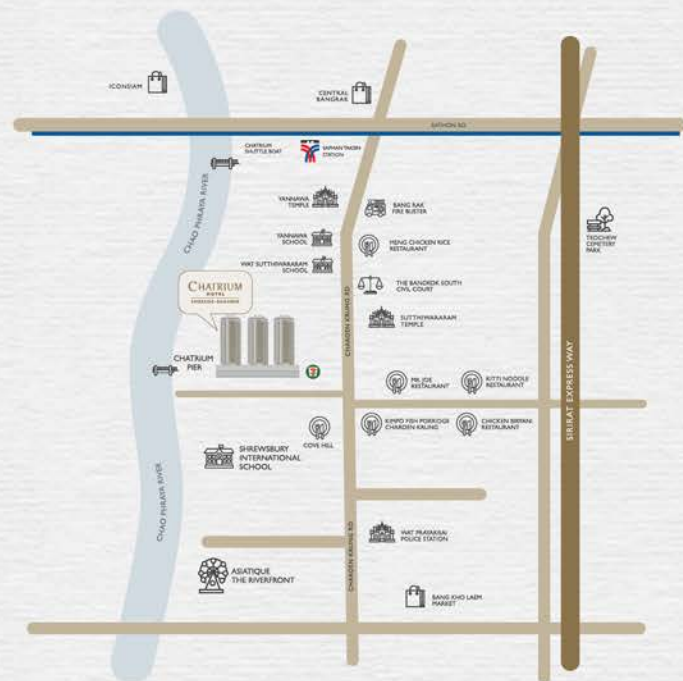 ICONSIAM
CENTRAL
BANGRAK
SATHON RD
CHATRIUM
SHUTTLE BOAT
SAPHAN TAKSIN
STATION
CHAO PHRAYA RIVER
YANNAWA
TEMPLE
BANG RAK
FIRE BUSTER
TEOCHEW
CEMETERY
PARK
YANNAWA
SCHOOL
HENG CHICKEN RICE
RESTAURANT
WAT SUTTHIWARARAM
SCHOOL
THE BANGKOK SOUTH
CIVIL COURT
CHATRIUM
HOTEL
RIVERSIDE BANGKOK
CHAROEN KRUNG RD
SUTTHIWARARAM
TEMPLE
CHATRIUM
PIER
7
MR. JOE
RESTAURANT
KITTI NOODLE
RESTAURANT
SIRIRAT EXPRESS WAY
COVE HILL
KIMPO FISH PORRIDGE
CHAROEN KRUNG
CHICKEN BIRYANI
RESTAURANT
SHREWSBURY
INTERNATIONAL
SCHOOL
CHAO PHRAYA RIVER
CHAROEN KRUNG RD
WAT PRAYAKRAI
POLICE STATION
ASIATIQUE
THE RIVERFRONT
BANG KHO LAEM
MARKET